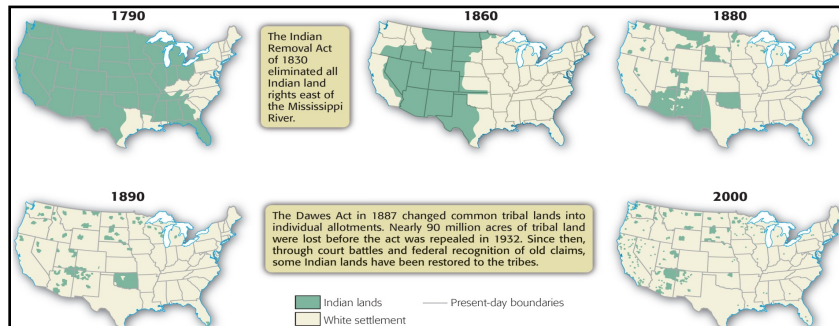 1790
The Indian
Removal Act
of 1830
eliminated all
Indian land
rights east of
the Mississippi
River.
1860
1880
1890
The Dawes Act in 1887 changed common tribal lands into
individual allotments. Nearly 90 million acres of tribal land
were lost before the act was repealed in 1932. Since then,
through court battles and federal recognition of old claims,
some Indian lands have been restored to the tribes.
2000
Indian lands
Present-day boundaries
White settlement